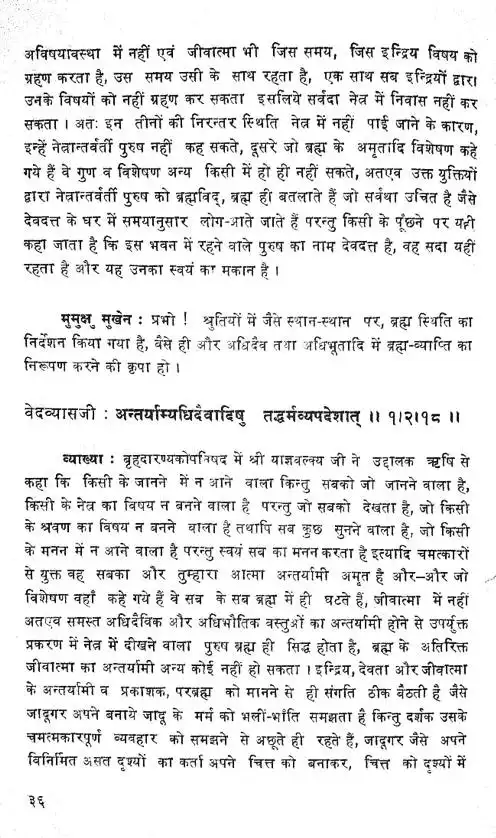 अविषयावस्था में नहीं एवं जीवात्मा भी जिस समय, जिस इन्द्रिय विषय को
ग्रहण करता है, उस समय उसी के साथ रहता है, एक साथ सब इन्द्रियों द्वारा
उनके विषयों को नहीं ग्रहण कर सकता इसलिये सर्वदा नेत्र में निवास नहीं कर
सकता । अतः इन तीनों की निरन्तर स्थिति नेत्र में नहीं पाई जाने के कारण,
इन्हें नेत्रान्तर्वर्ती पुरुष नहीं कह सकते, दूसरे जो ब्रह्म के अमृतादि विशेषण कहे
गये हैं वे गुण व विशेषण अन्य किसी में हो ही नहीं सकते, अतएव उक्त युक्तियों
द्वारा नेत्रान्तर्वर्ती पुरुष को ब्रह्मविद्, ब्रह्म ही बतलाते हैं जो सर्वथा उचित है जैसे
देवदत्त के घर में समयानुसार लोग-आते जाते हैं परन्तु किसी के पूँछने पर यही
कहा जाता है कि इस भवन में रहने वाले पुरुष का नाम देवदत्त है, वह सदा यहीं
रहता है और यह उनका स्वयं का मकान है ।
मुमुक्षु मुखेन : प्रभो ! श्रुतियों में जैसे स्थान-स्थान पर, ब्रह्म स्थिति का
निर्देशन किया गया है, वैसे ही और अधिदैव तथा अधिभूतादि में ब्रह्म-व्याप्ति का
निरूपण करने की कृपा हो ।
वेदव्यासजी : अन्तर्याम्यधिदैवादिषु तद्धर्मव्यपदेशात् ॥ १/२/१८ ॥
व्याख्या : बृहदारण्यकोपविषद में श्री याज्ञवल्क्य जी ने उद्दालक ऋषि से
कहा कि किसी के जानने में न आने वाला किन्तु सबको जो जानने वाला है,
किसी के नेत्र का विषय न बनने वाला है परन्तु जो सबको देखता है, जो किसी
के श्रवण का विषय न बनने वाला है तथापि सब कुछ सुनने वाला है, जो किसी
के मनन में न आने वाला है परन्तु स्वयं सब का मनन करता है इत्यादि चमत्कारों
से युक्त वह सबका और तुम्हारा आत्मा अन्तर्यामी अमृत है और—और जो
विशेषण वहाँ कहे गये हैं वे सब के सब ब्रह्म में ही घटते हैं, जीवात्मा में नहीं
अतएव समस्त अधिदैविक और अधिभौतिक वस्तुओं का अन्तर्यामी होने से उपर्युक्त
प्रकरण में नेत्र में दीखने वाला पुरुष ब्रह्म ही सिद्ध होता है, ब्रह्म के अतिरिक्त
जीवात्मा का अन्तर्यामी अन्य कोई नहीं हो सकता । इन्द्रिय, देवता और जीवात्मा
के अन्तर्यामी व प्रकाशक, परब्रह्म को मानने से ही संगति ठीक बैठती है जैसे
जादूगर अपने बनाये जादू के मर्म को भलीं-भाँति समझता है किन्तु दर्शक उसके
चमत्मकारपूर्ण व्यवहार को समझने से अछूते ही रहते हैं, जादूगर जैसे अपने
विनिर्मित असत दृश्यों का कर्ता अपने चित्त को बनाकर, चित्त को दृश्यों में
३६